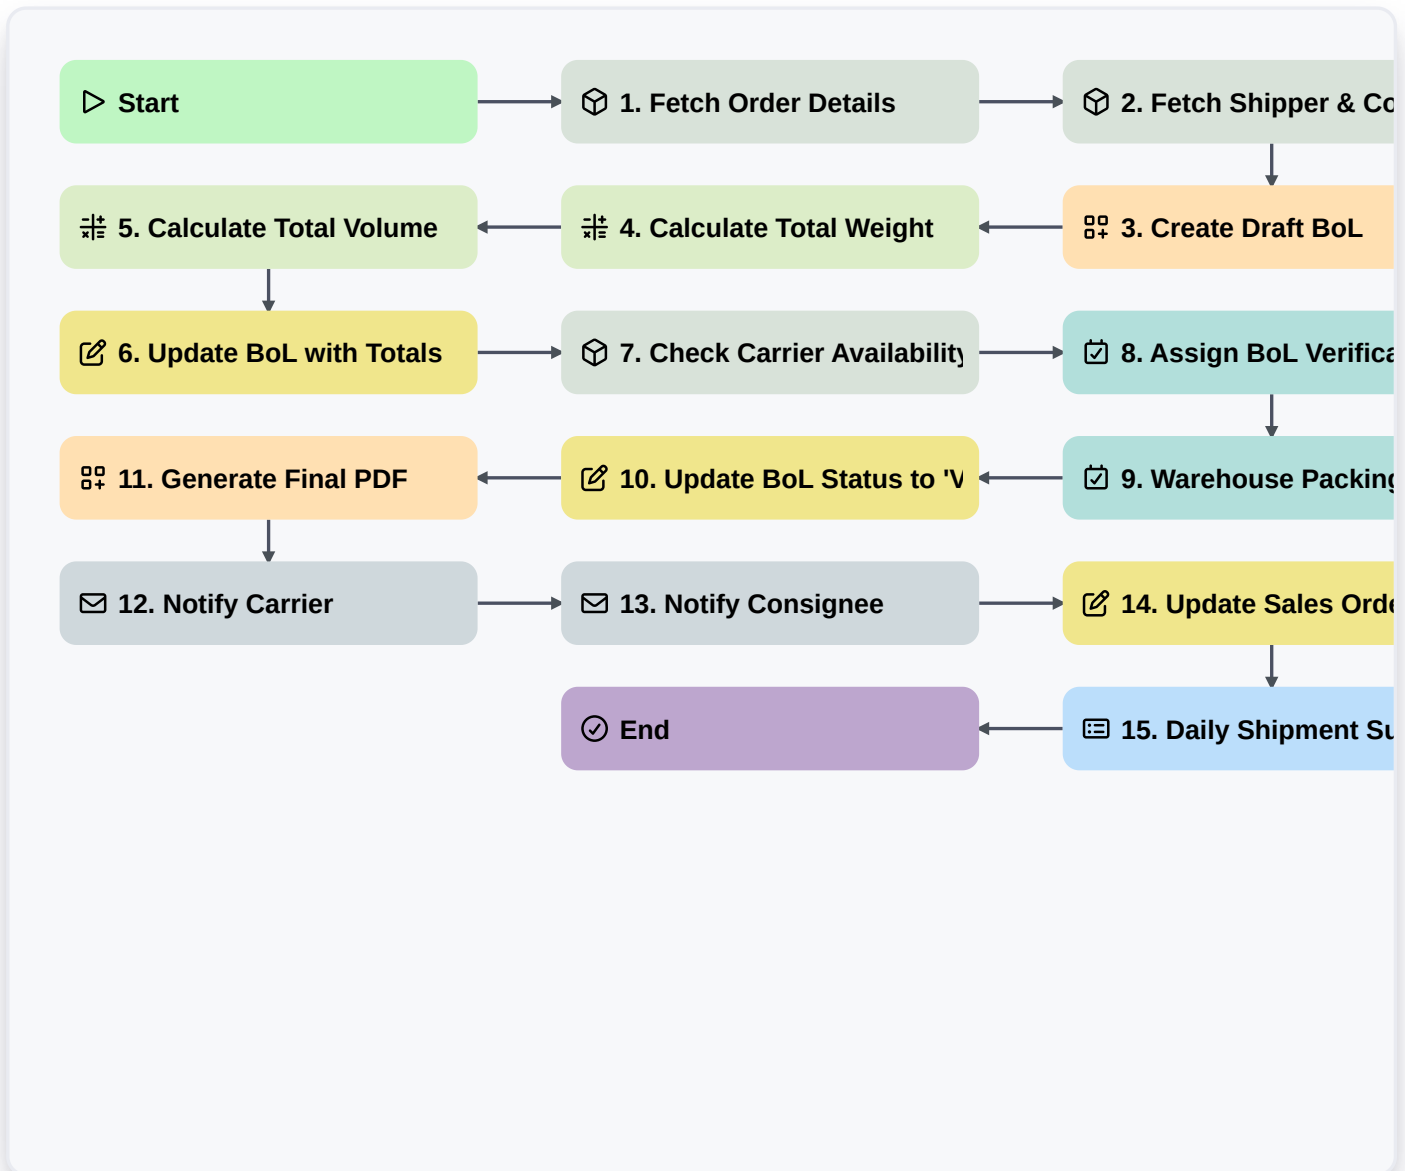 Start
1. Fetch Order Details
2. Fetch Shipper & Co
5. Calculate Total Volume
4. Calculate Total Weight
3. Create Draft BoL
6. Update BoL with Totals
7. Check Carrier Availability
8. Assign BoL Verifica
11. Generate Final PDF
10. Update BoL Status to 'V
9. Warehouse Packing
12. Notify Carrier
13. Notify Consignee
14. Update Sales Orde
End
15. Daily Shipment Su